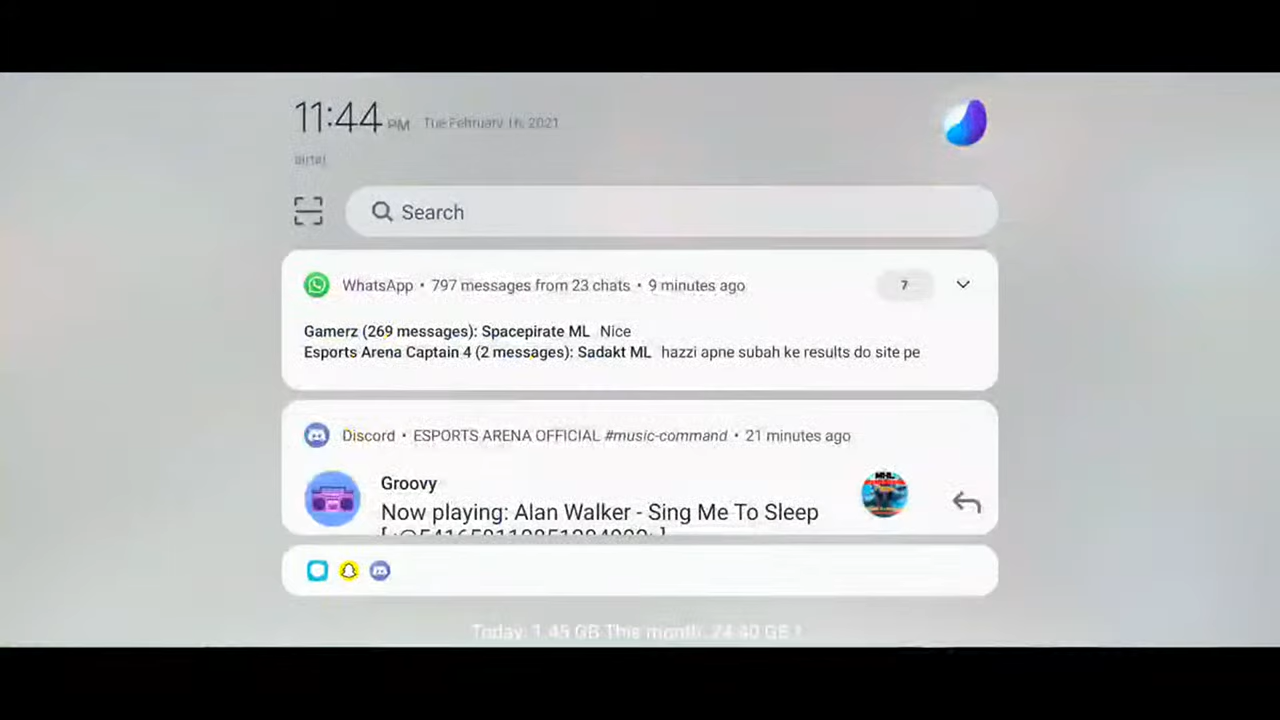 11:44 PM Tue February 16, 2021
airtel
Search
WhatsApp • 797 messages from 23 chats • 9 minutes ago 7
Gamerz (269 messages): Spacepirate ML Nice
Esports Arena Captain 4 (2 messages): Sadakt ML hazzi apne subah ke results do site pe
Discord • ESPORTS ARENA OFFICIAL #music-command • 21 minutes ago
Groovy
Now playing: Alan Walker - Sing Me To Sleep
Today: 1.45 GB This month: 74.40 GB